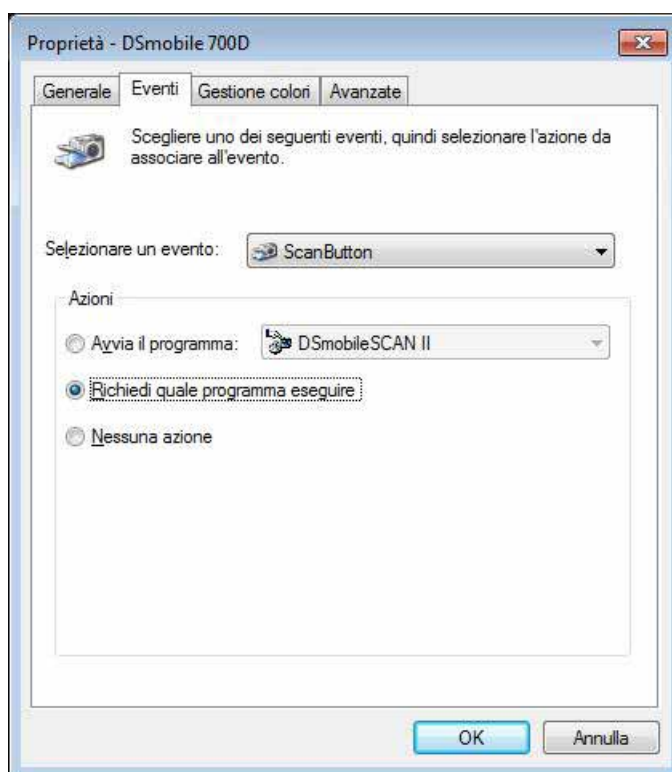 Proprietà - DSmobile 700D
Generale Eventi Gestione colori Avanzate
Scegliere uno dei seguenti eventi, quindi selezionare l'azione da
associare all'evento.
Selezionare un evento: ScanButton
Azioni
Avvia il programma: DSmobileSCAN II
Richiedi quale programma eseguire
Nessuna azione
OK Annulla